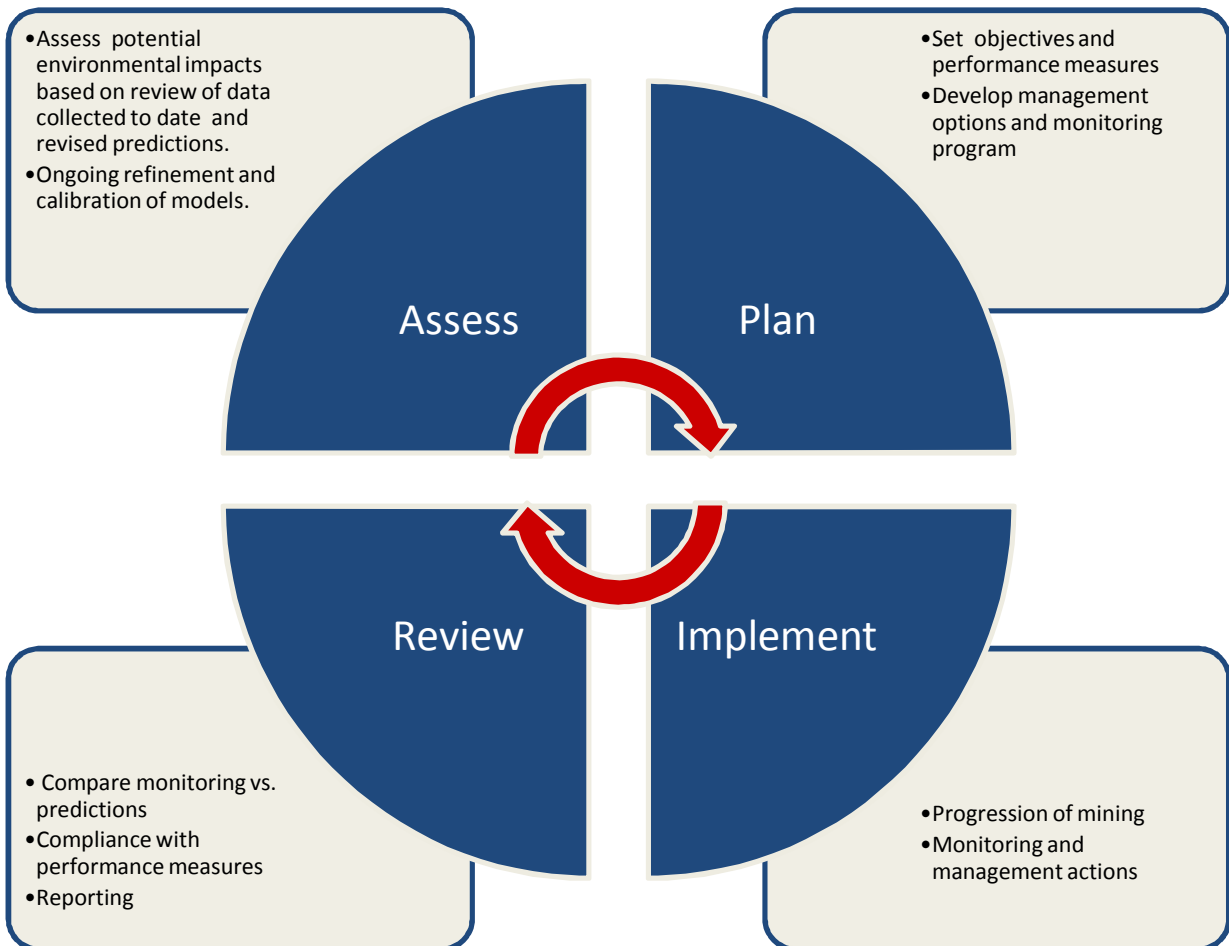 •Assess potential
environmental impacts
based on review of data
collected to date and
revised predictions.
•Ongoing refinement and
calibration of models.
•Set objectives and
performance measures
•Develop management
options and monitoring
program
Assess
Plan
Review
Implement
• Compare monitoring vs.
predictions
•Compliance with
performance measures
•Reporting
•Progression of mining
•Monitoring and
management actions